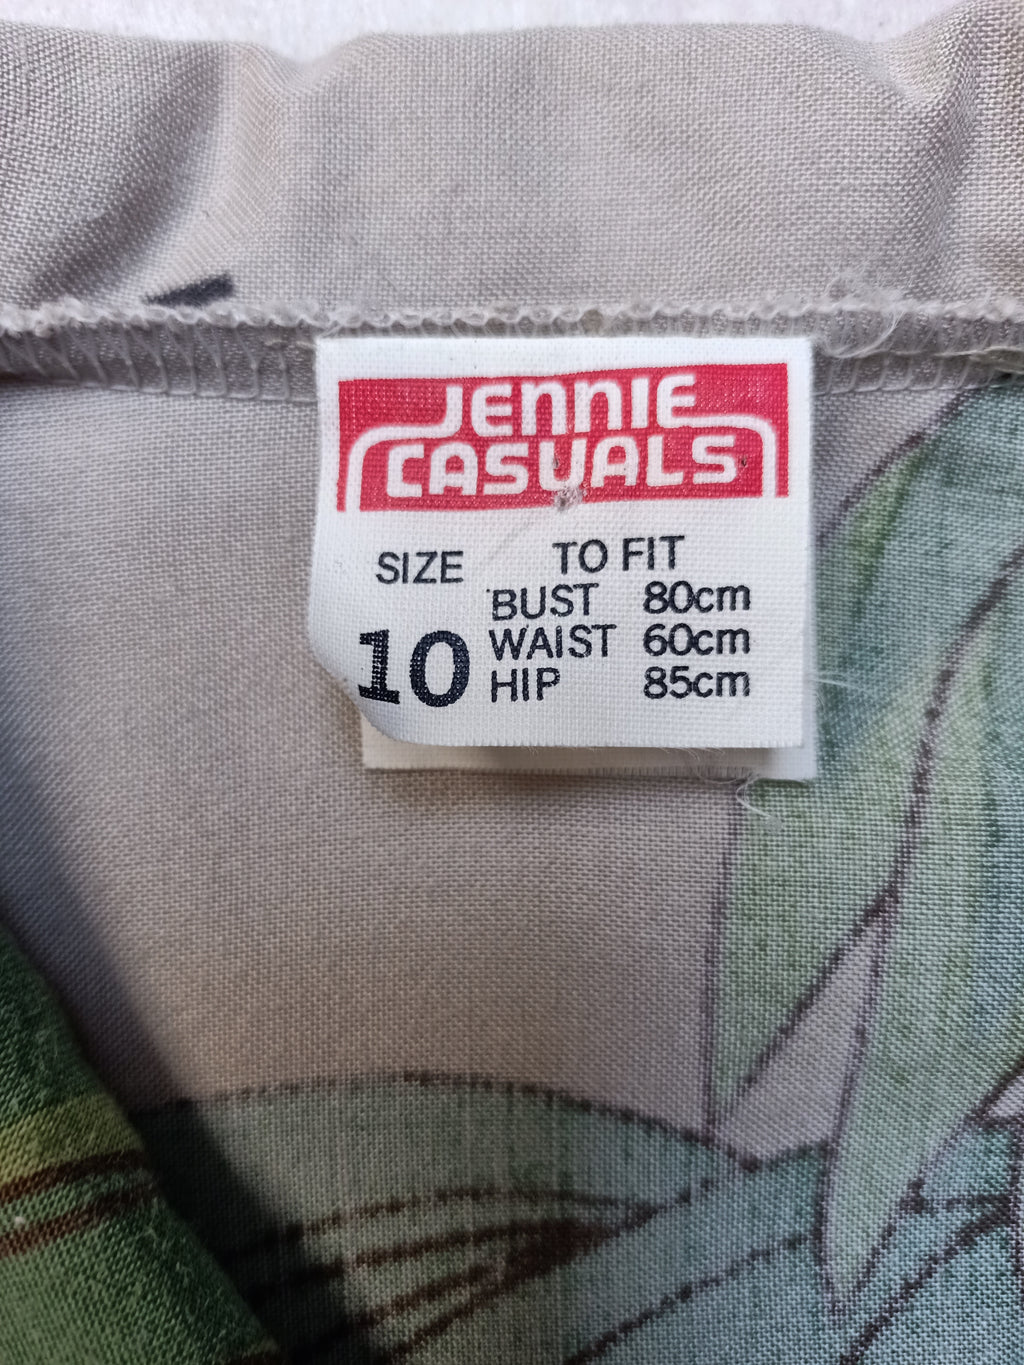 JENNIE
CASUALS
SIZE TO FIT
BUST 80cm
10 WAIST 60cm
HIP 85cm